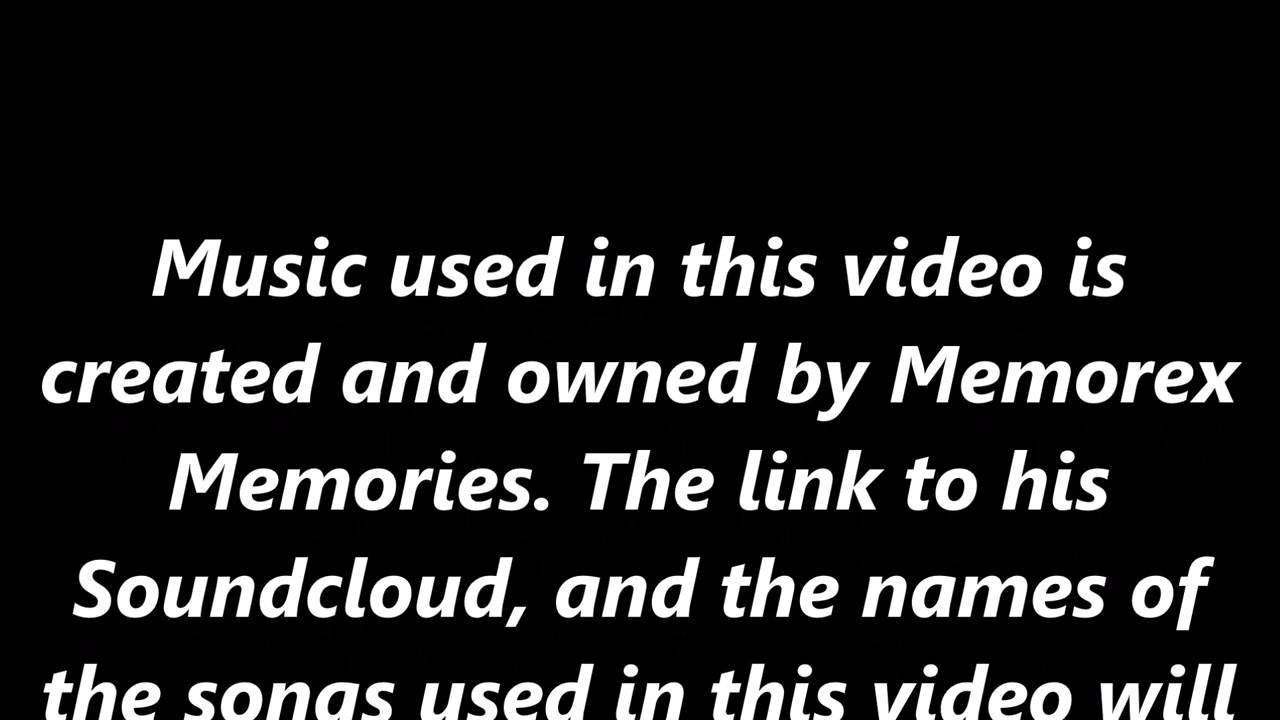 Music used in this video is
created and owned by Memorex
Memories. The link to his
Soundcloud, and the names of
the songs used in this video will